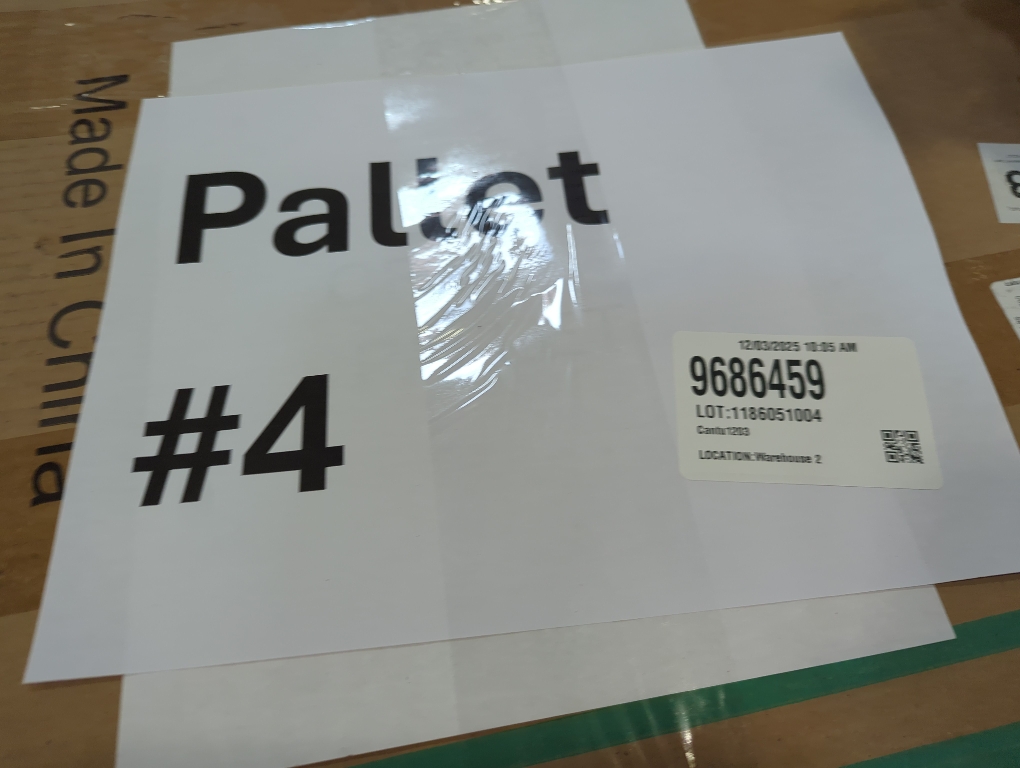 Made In China
Pallet
#4
12/03/2025 10:05 AM
9686459
LOT:1186051004
Cantu1203
LOCATION:Warehouse 2